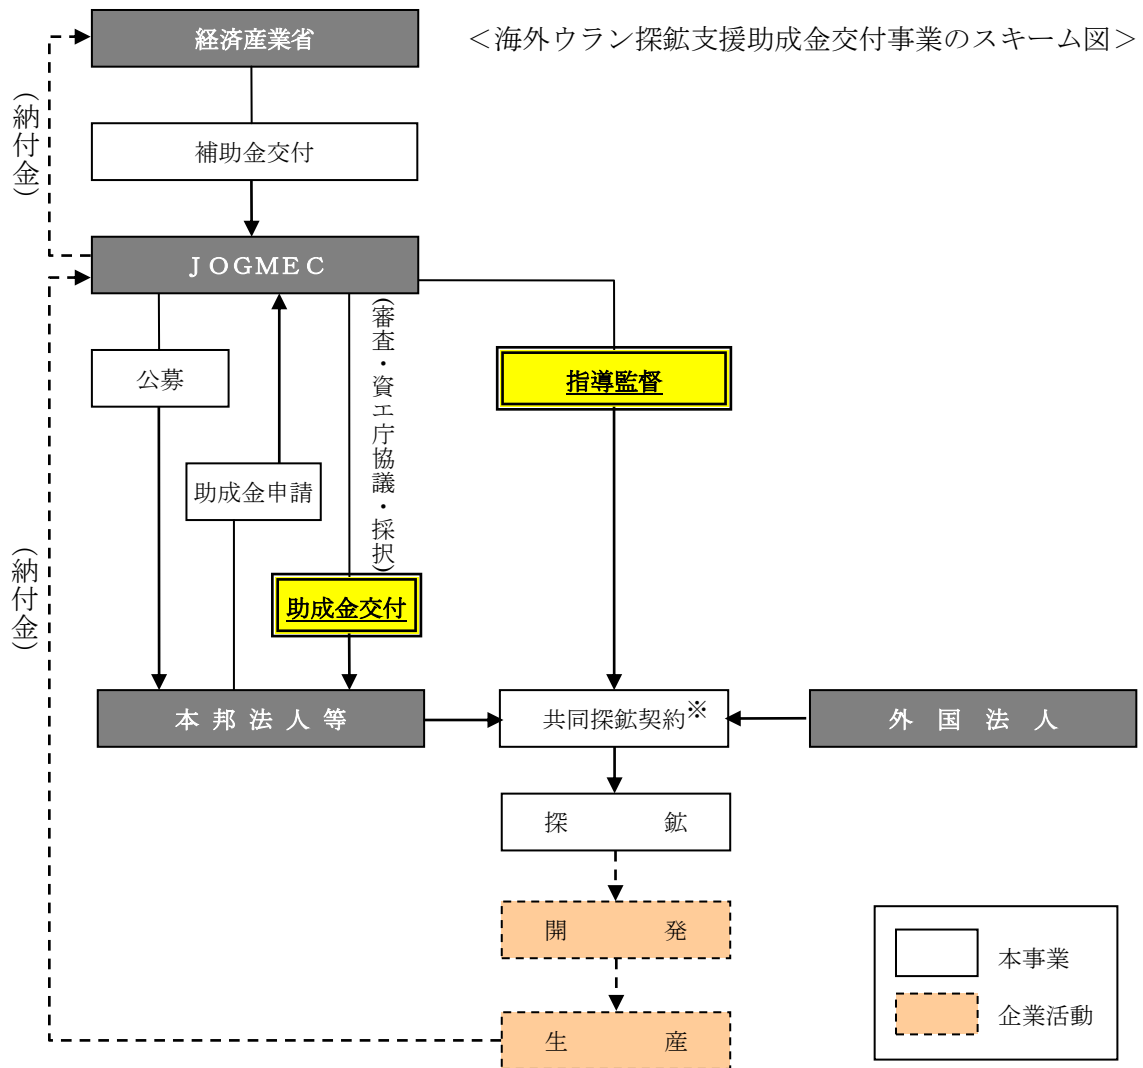 経済産業省
＜海外ウラン探鉱支援助成金交付事業のスキーム図＞
(納付金)
補助金交付
ＪＯＧＭＥＣ
(審査・資エ庁協議・採択)
公募
指導監督
助成金申請
(納付金)
助成金交付
本邦法人等
共同探鉱契約※
外国法人
探鉱
開発
生産
本事業
企業活動